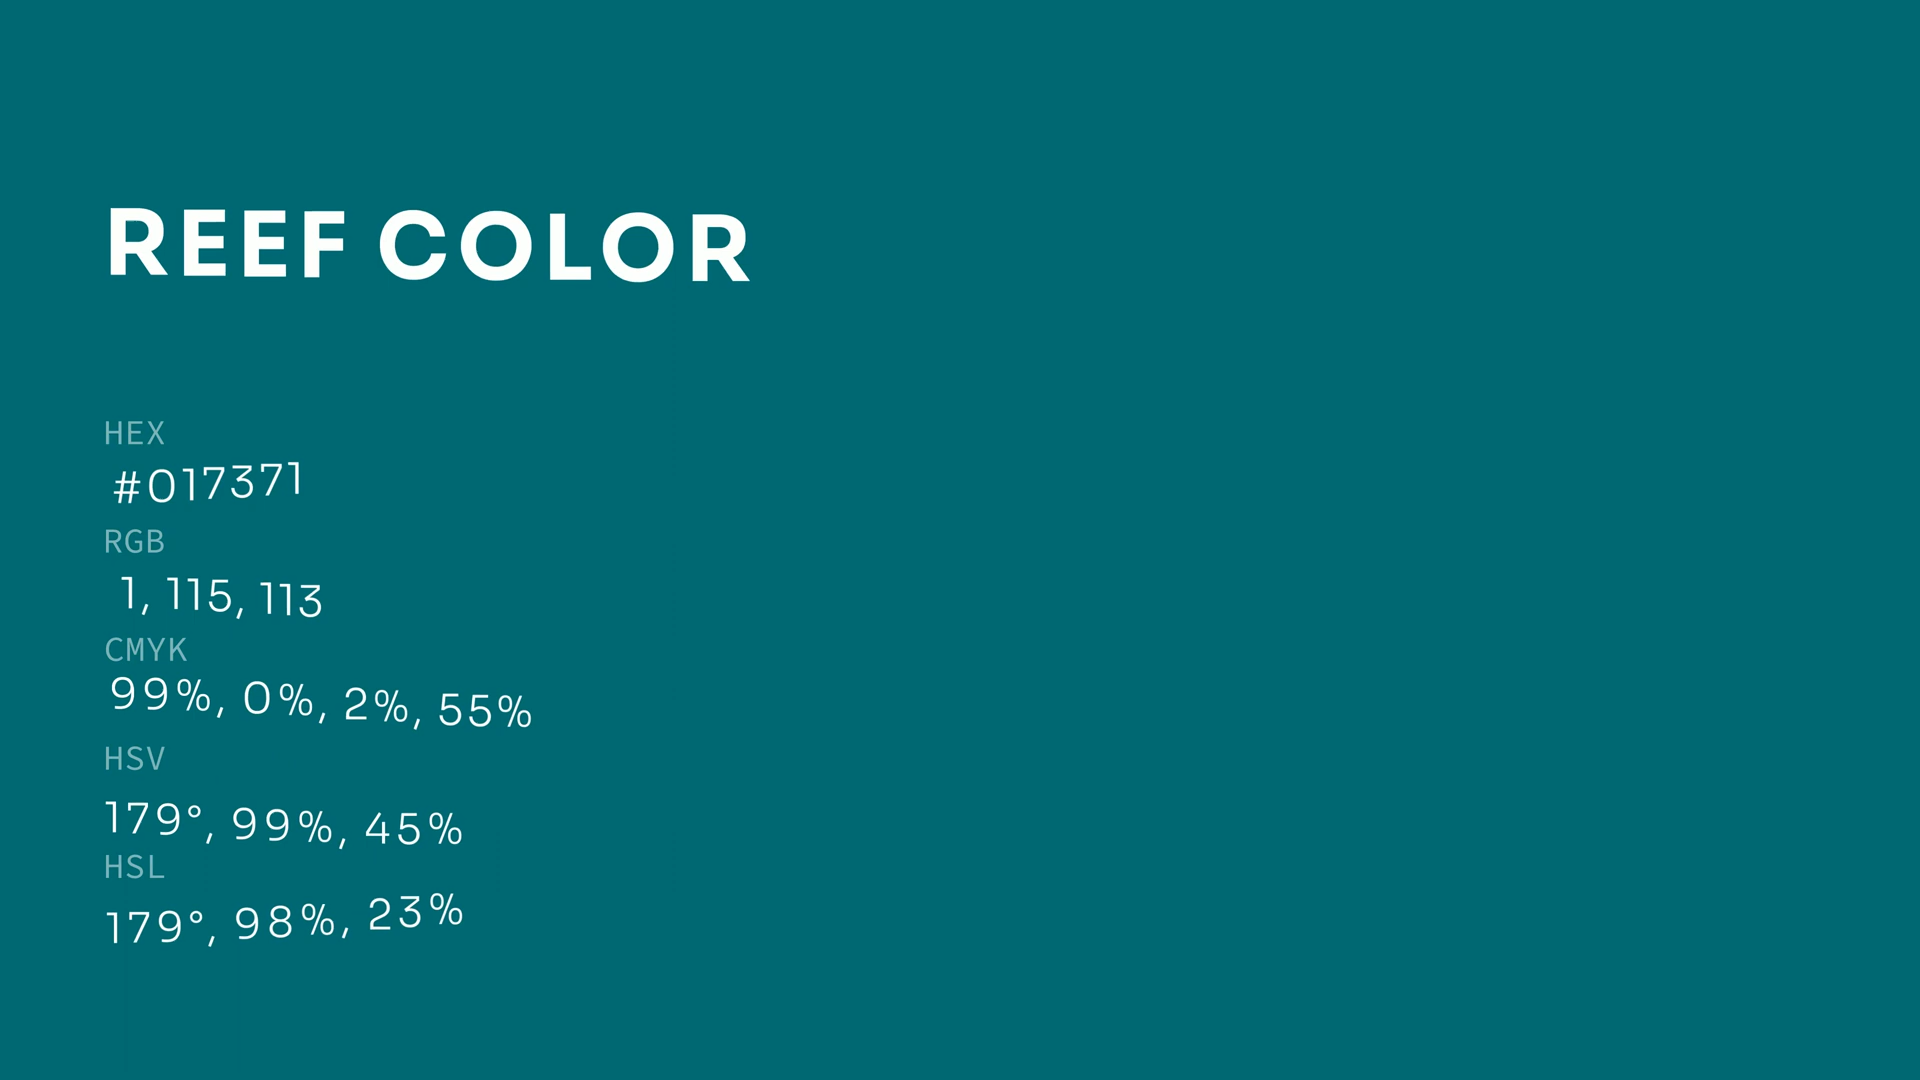 REEF COLOR
HEX
#017371
RGB
1, 115, 113
CMYK
99%, 0%, 2%, 55%
HSV
179°, 99%, 45%
HSL
179°, 98%, 23%